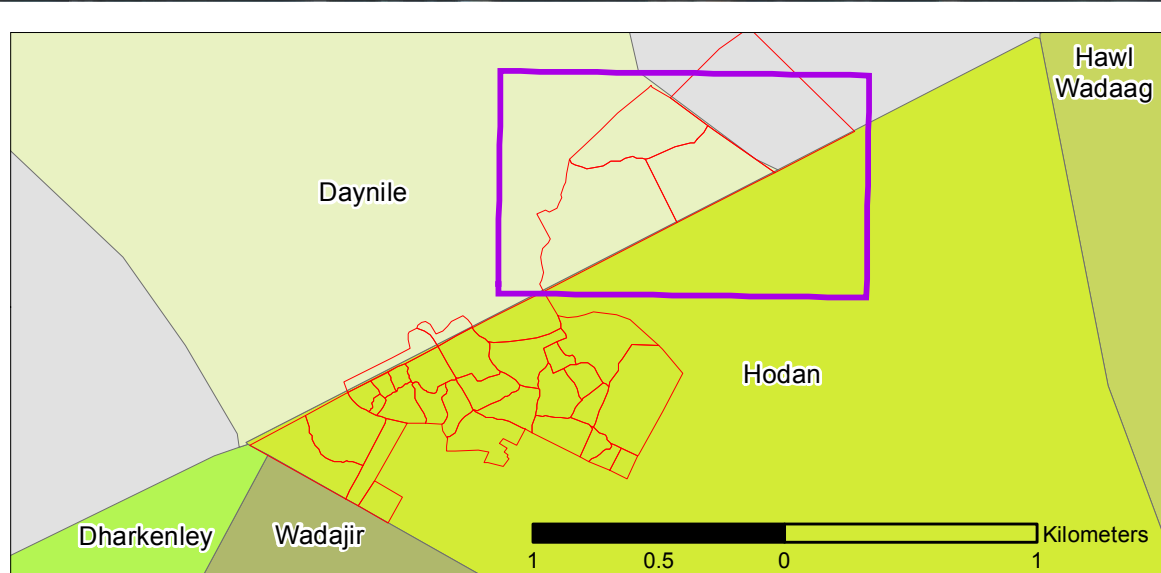 Hawl
Wadaag
Daynile
Hodan
Dharkenley
Wadajir
Kilometers
1 0.5 0 1